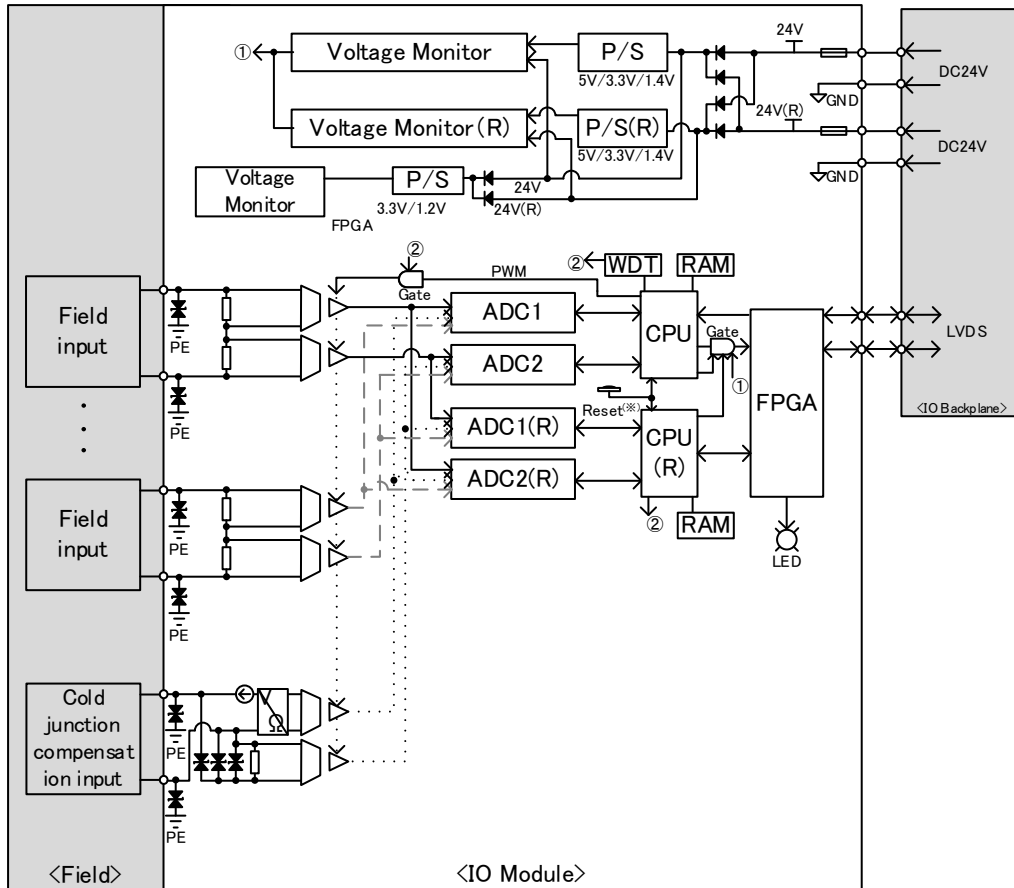 24V
①
Voltage Monitor
P/S
5V/3.3V/1.4V
DC24V
GND
24V(R)
Voltage Monitor(R)
P/S(R)
5V/3.3V/1.4V
DC24V
GND
Voltage
Monitor
P/S
24V
3.3V/1.2V
24V(R)
FPGA
②
Gate
PWM
②
WDT
RAM
Field
input
PE
PE
ADC1
ADC2
CPU
Gate
①
FPGA
LVDS
Reset(※)
<IO Backplane>
ADC1(R)
ADC2(R)
CPU
(R)
②
RAM
LED
Field
input
PE
PE
Cold
junction
compensat
ion input
V
Ω
PE
PE
<Field>
<IO Module>